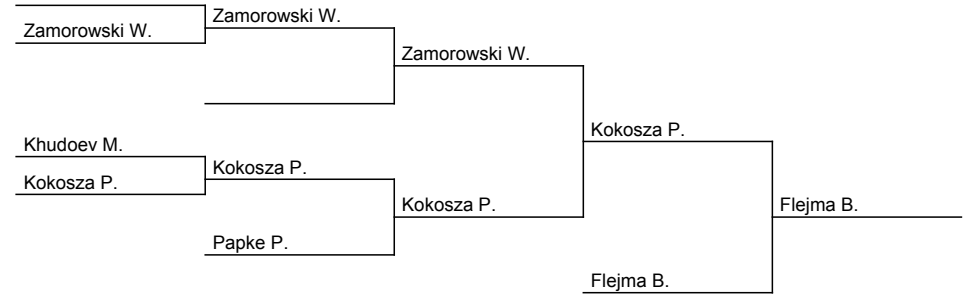 Zamorowski W.
Zamorowski W.
Zamorowski W.
Kokosza P.
Khudoev M.
Kokosza P.
Kokosza P.
Kokosza P.
Flejma B.
Papke P.
Flejma B.